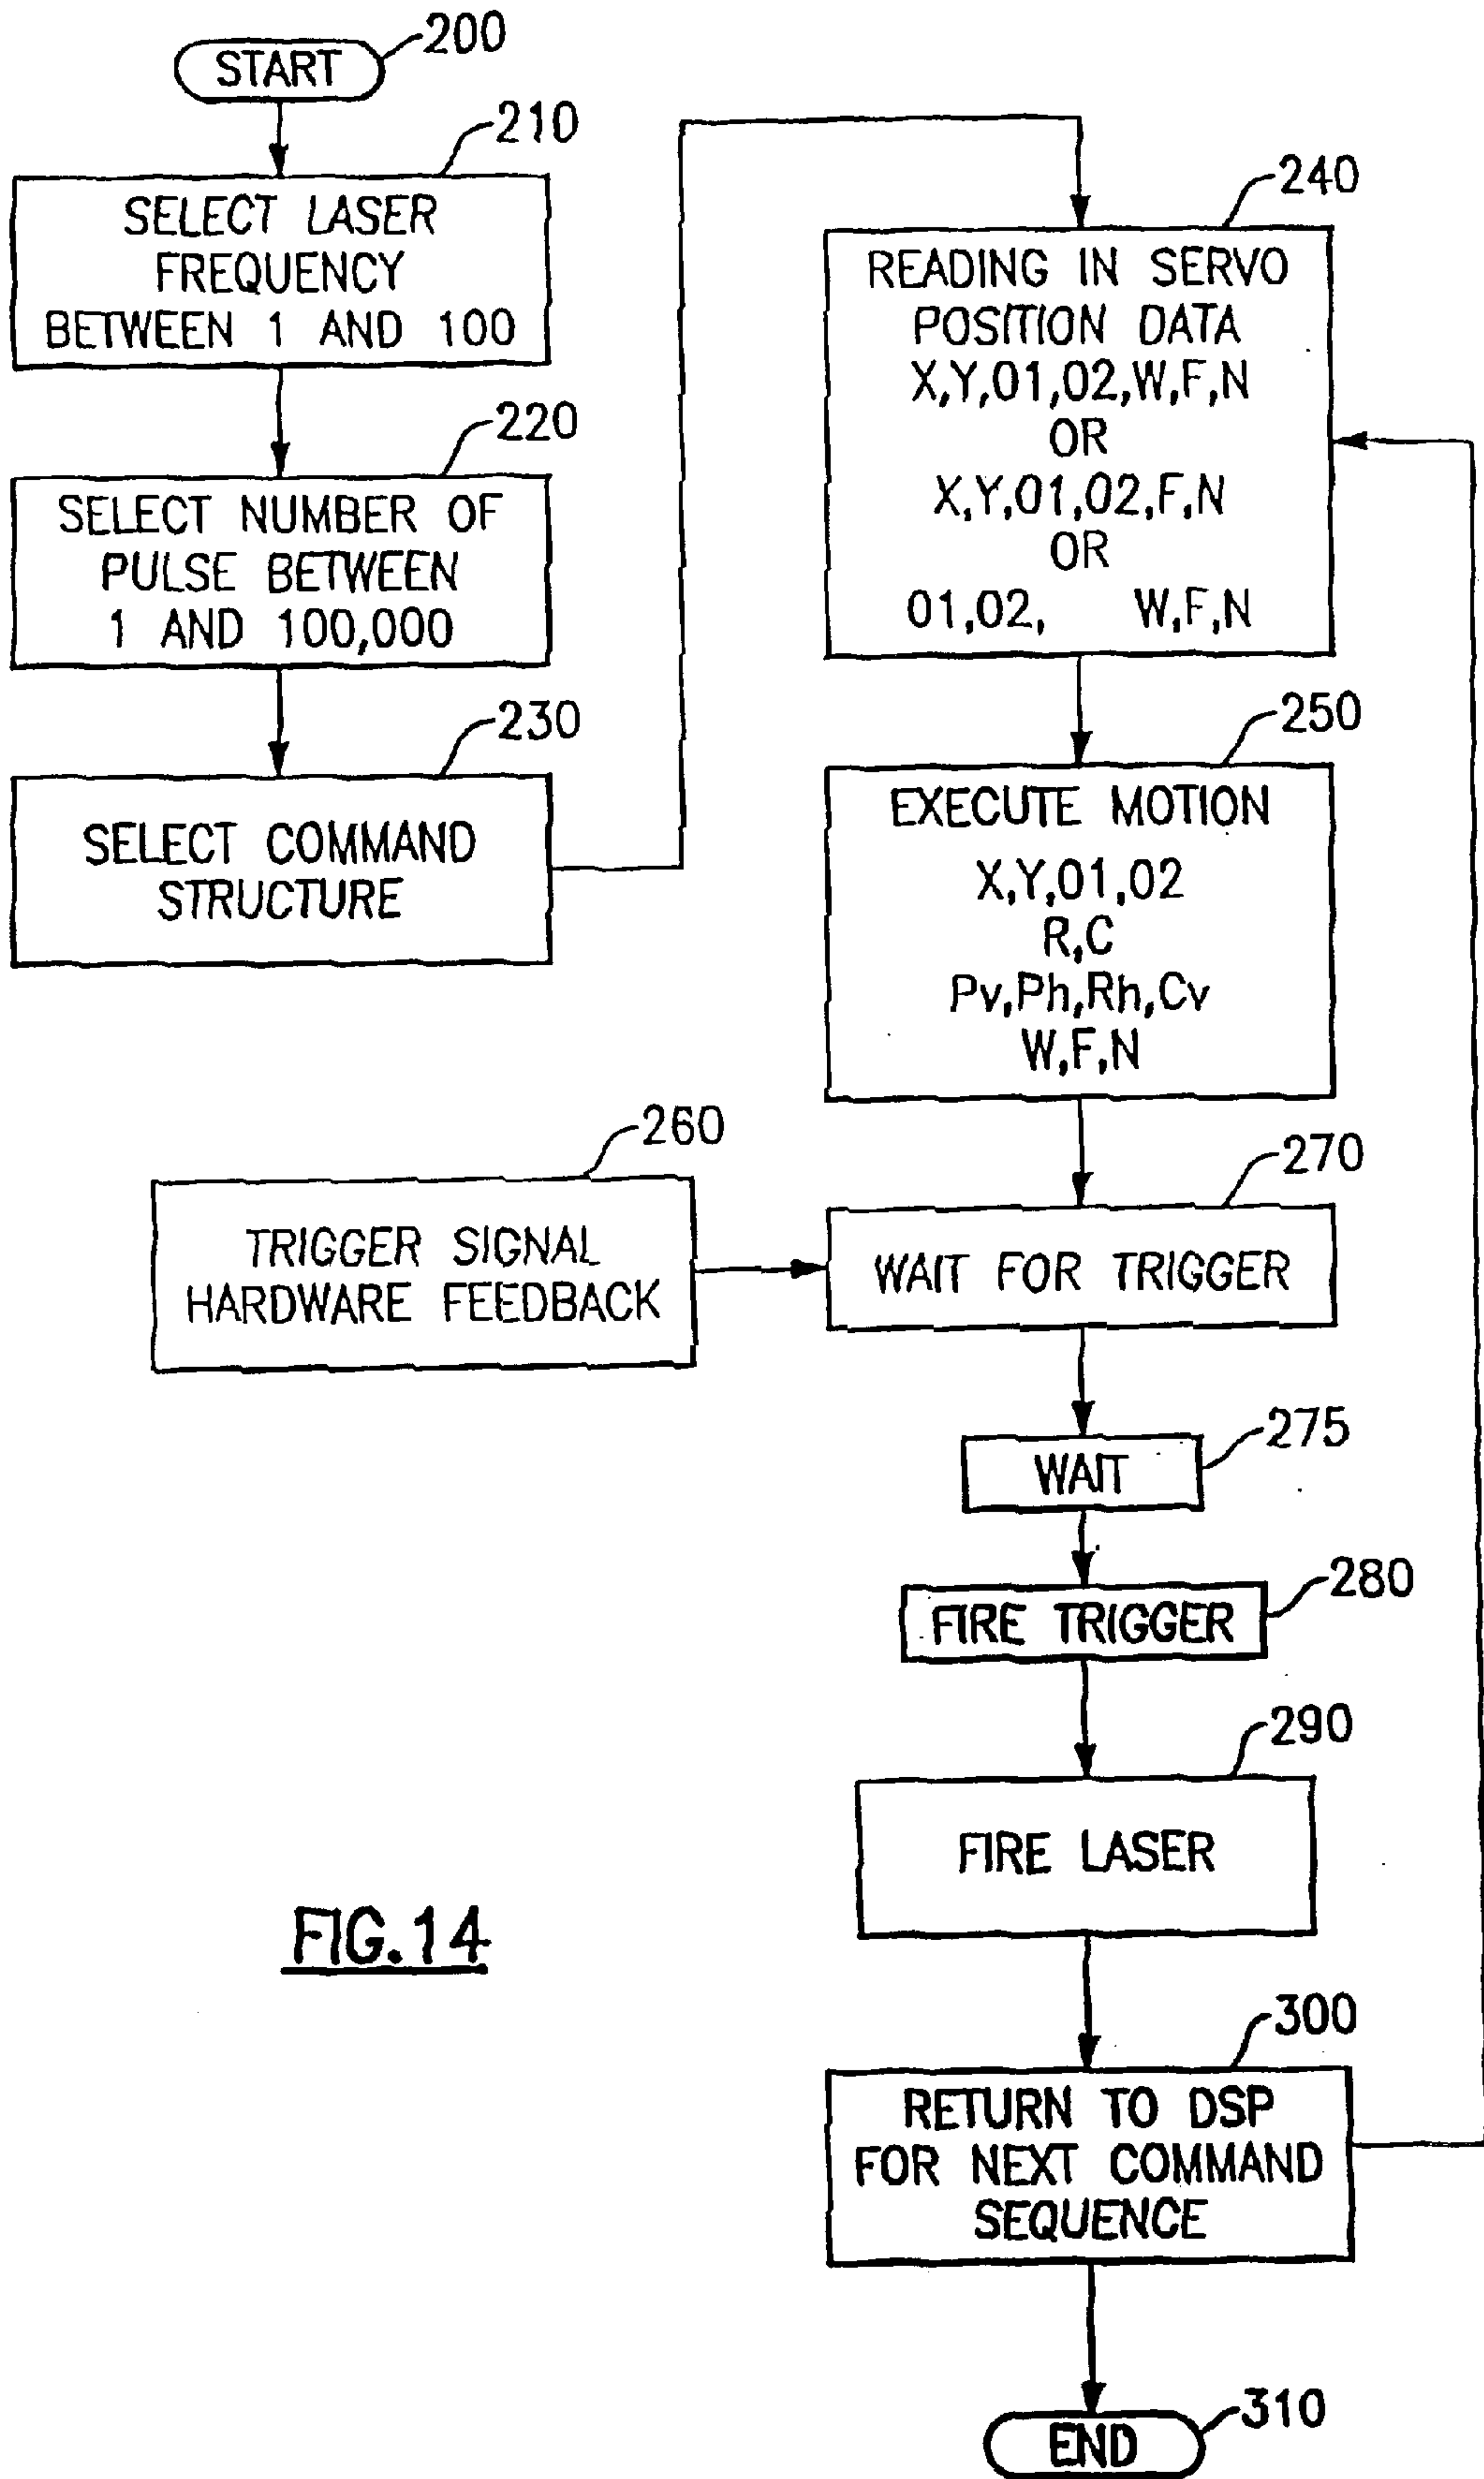 START
200
210
SELECT LASER
FREQUENCY
BETWEEN 1 AND 100
220
SELECT NUMBER OF
PULSE BETWEEN
1 AND 100,000
230
SELECT COMMAND
STRUCTURE
240
READING IN SERVO
POSITION DATA
X,Y,01,02,W,F,N
OR
X,Y,01,02,F,N
OR
01,02, W,F,N
250
EXECUTE MOTION
X,Y,01,02
R,C
Pv,Ph,Rh,Cv
W,F,N
260
TRIGGER SIGNAL
HARDWARE FEEDBACK
270
WAIT FOR TRIGGER
275
WAIT
280
FIRE TRIGGER
290
FIRE LASER
300
RETURN TO DSP
FOR NEXT COMMAND
SEQUENCE
310
END
FIG.14